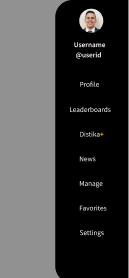 Username
@userid
Profile
Leaderboards
Distika+
News
Manage
Favorites
Settings